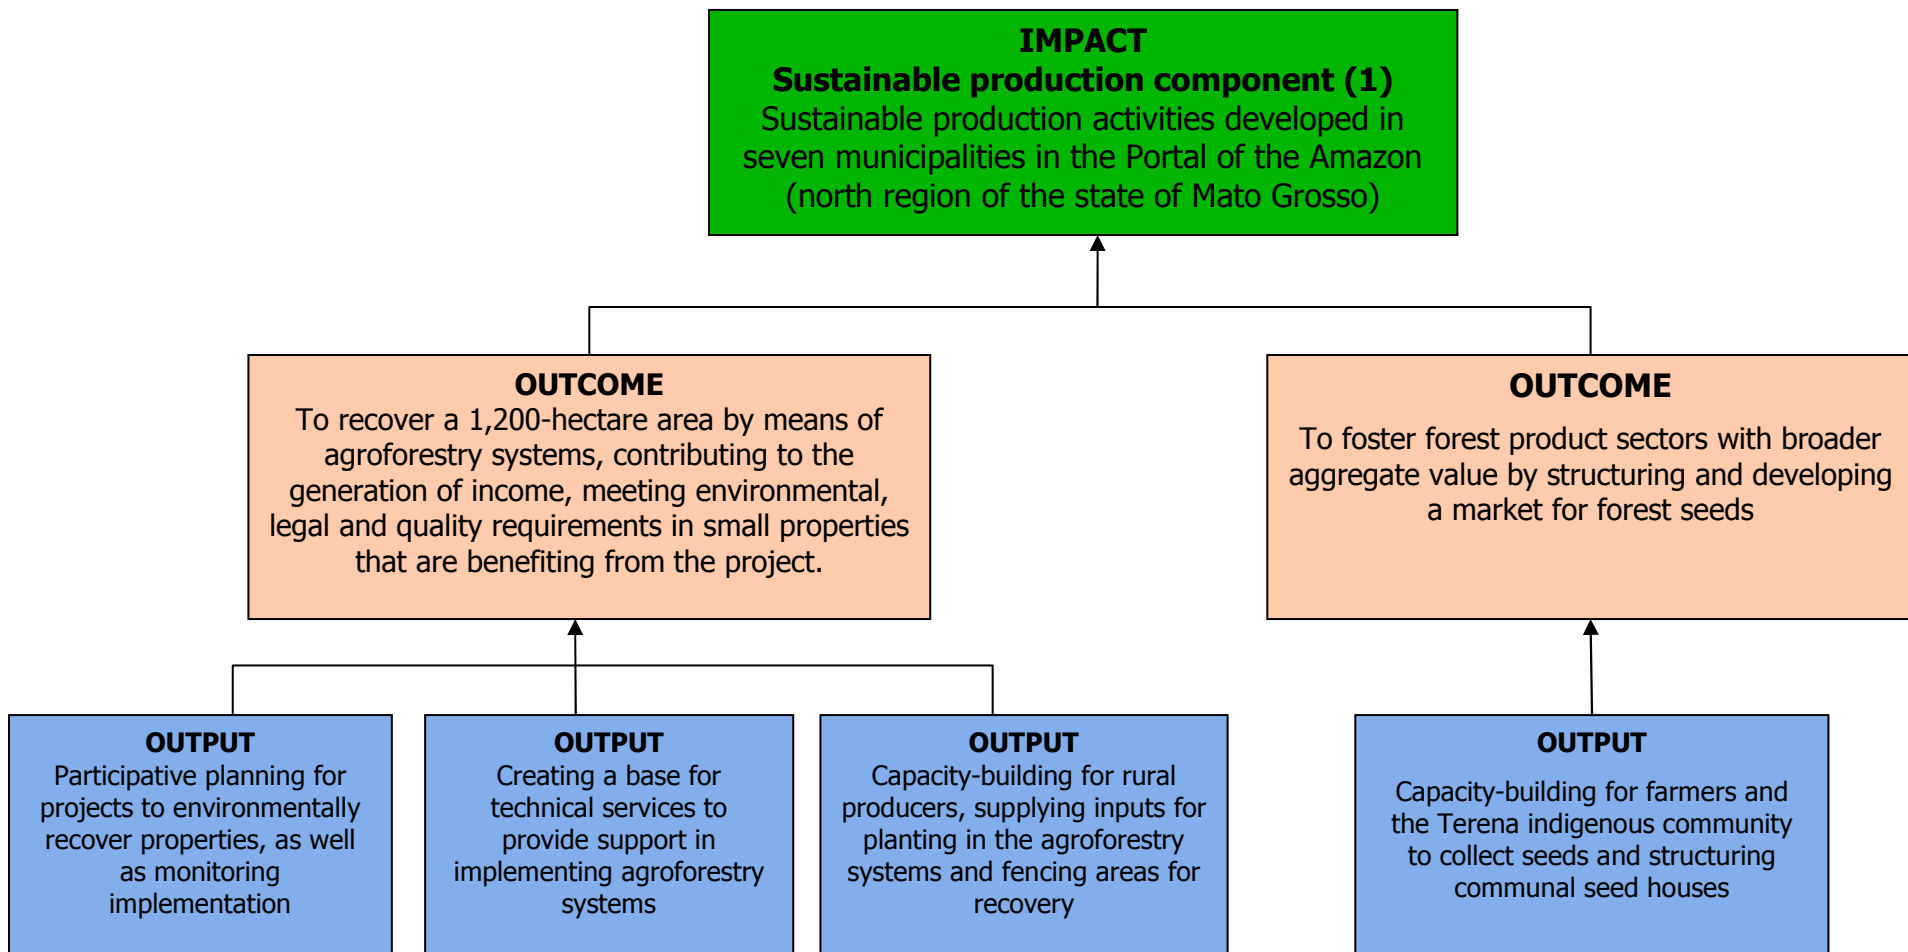 IMPACT
Sustainable production component (1)
Sustainable production activities developed in
seven municipalities in the Portal of the Amazon
(north region of the state of Mato Grosso)
OUTCOME
To recover a 1,200-hectare area by means of
agroforestry systems, contributing to the
generation of income, meeting environmental,
legal and quality requirements in small properties
that are benefiting from the project.
OUTCOME
To foster forest product sectors with broader
aggregate value by structuring and developing
a market for forest seeds
OUTPUT
Participative planning for
projects to environmentally
recover properties, as well
as monitoring
implementation
OUTPUT
Creating a base for
technical services to
provide support in
implementing agroforestry
systems
OUTPUT
Capacity-building for rural
producers, supplying inputs for
planting in the agroforestry
systems and fencing areas for
recovery
OUTPUT
Capacity-building for farmers and
the Terena indigenous community
to collect seeds and structuring
communal seed houses